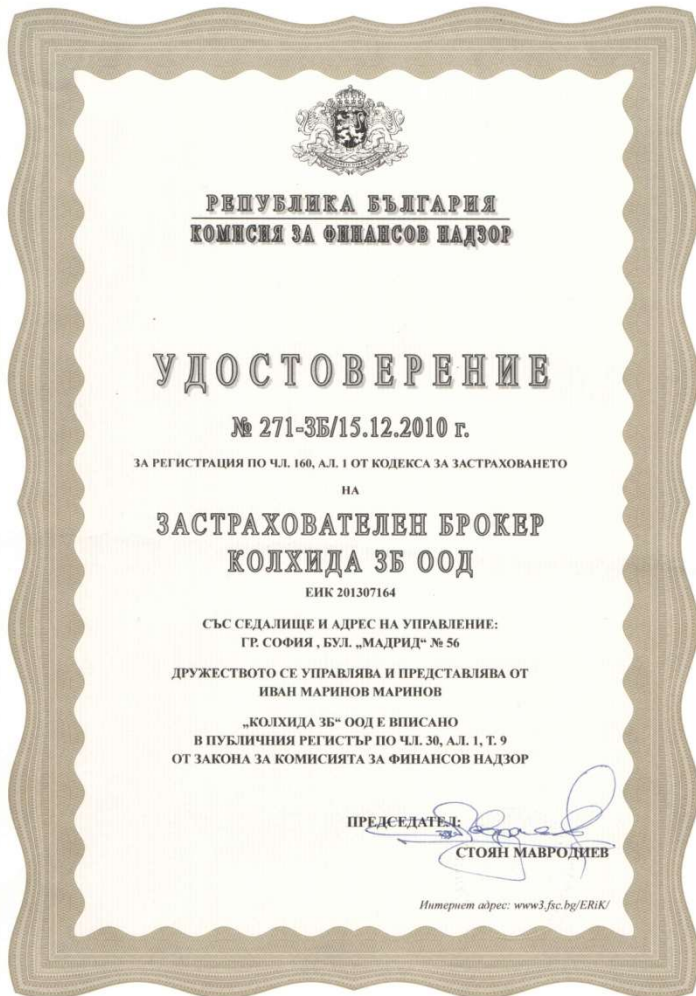 РЕПУБЛИКА БЪЛГАРИЯ
КОМИСИЯ ЗА ФИНАНСОВ НАДЗОР
УДОСТОВЕРЕНИЕ
№ 271-ЗБ/15.12.2010 г.
ЗА РЕГИСТРАЦИЯ ПО ЧЛ. 160, АЛ. 1 ОТ КОДЕКСА ЗА ЗАСТРАХОВАНЕТО
НА
ЗАСТРАХОВАТЕЛЕН БРОКЕР
КОЛХИДА ЗБ ООД
ЕИК 201307164
СЪС СЕДАЛИЩЕ И АДРЕС НА УПРАВЛЕНИЕ:
ГР. СОФИЯ , БУЛ. „МАДРИД“ № 56
ДРУЖЕСТВОТО СЕ УПРАВЛЯВА И ПРЕДСТАВЛЯВА ОТ
ИВАН МАРИНОВ МАРИНОВ
„КОЛХИДА ЗБ“ ООД Е ВПИСАНО
В ПУБЛИЧНИЯ РЕГИСТЪР ПО ЧЛ. 30, АЛ. 1, Т. 9
ОТ ЗАКОНА ЗА КОМИСИЯТА ЗА ФИНАНСОВ НАДЗОР
ПРЕДСЕДАТЕЛ:
СТОЯН МАВРОДИЕВ
Интернет адрес: www3.fsc.bg/ERiK/